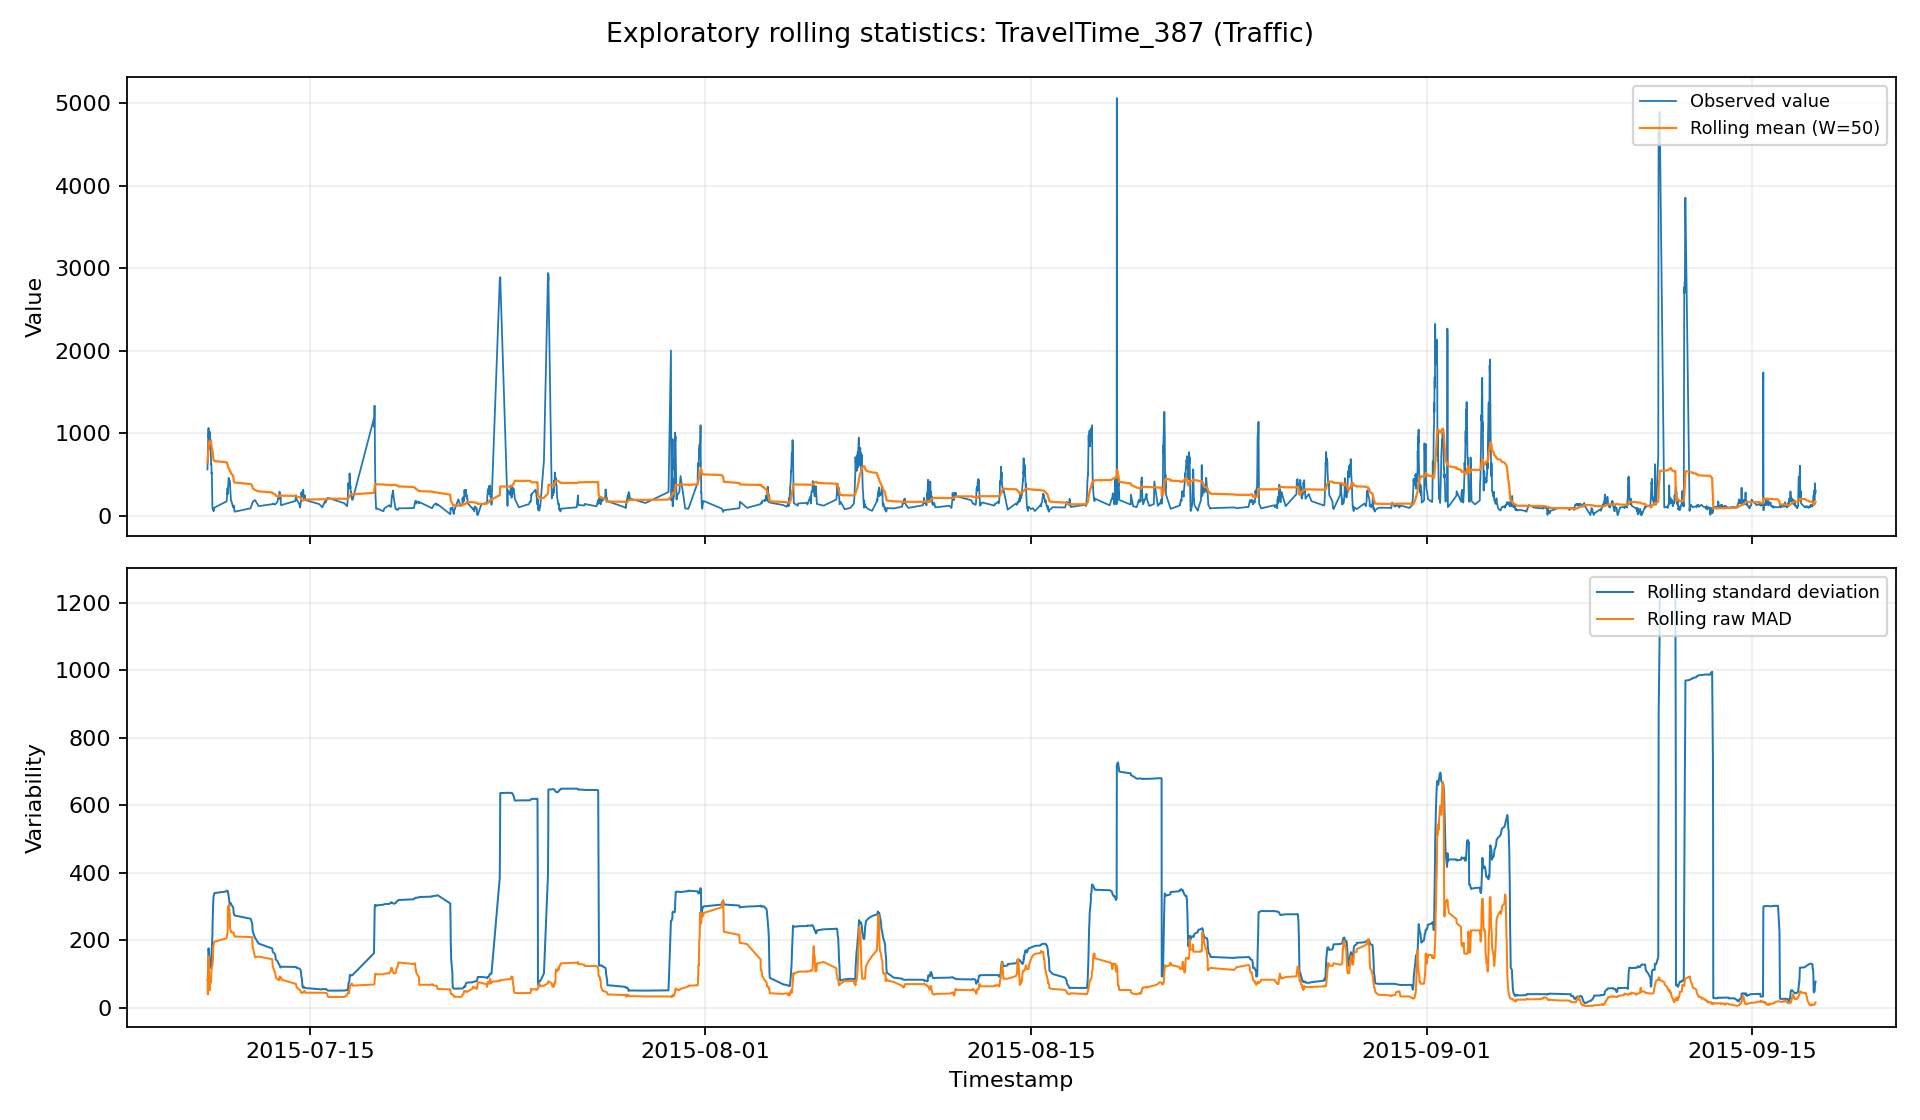 Exploratory rolling statistics: TravelTime_387 (Traffic)
Value
5000
4000
3000
2000
1000
0
Observed value
Rolling mean (W=50)
Variability
1200
1000
800
600
400
200
0
Rolling standard deviation
Rolling raw MAD
2015-07-15
2015-08-01
2015-08-15
2015-09-01
2015-09-15
Timestamp